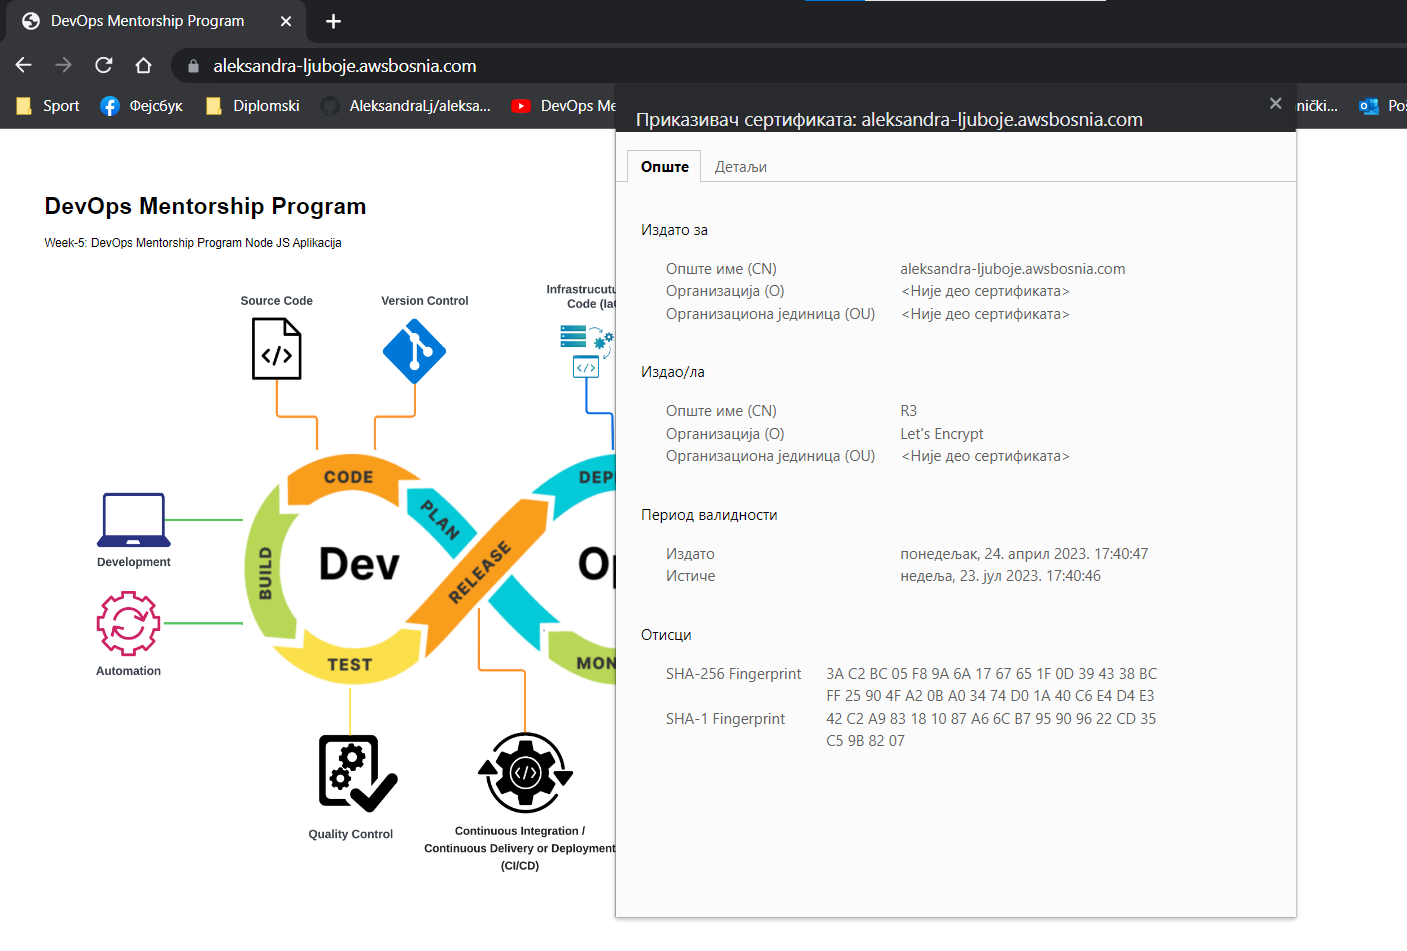 DevOps Mentorship Program
aleksandra-ljuboje.awsbosnia.com
Sport Фејсбук Diplomski AleksandraLj/aleksa... DevOps Me nički... Poš
Приказивач сертификата: aleksandra-ljuboje.awsbosnia.com
Опште Детаљи
DevOps Mentorship Program
Week-5: DevOps Mentorship Program Node JS Aplikacija
Source Code
Version Control
Infrastrucutu
Code (IaC
CODE
PLAN
DEP
Dev
Op
BUILD
RELEASE
TEST
MON
Development
Automation
Quality Control
Continuous Integration /
Continuous Delivery or Deployment
(CI/CD)
Издато за
Опште име (CN) aleksandra-ljuboje.awsbosnia.com
Организација (O) <Није део сертификата>
Организациона јединица (OU) <Није део сертификата>
Издао/ла
Опште име (CN) R3
Организација (O) Let's Encrypt
Организациона јединица (OU) <Није део сертификата>
Период валидности
Издато понедељак, 24. април 2023. 17:40:47
Истиче недеља, 23. јул 2023. 17:40:46
Отисци
SHA-256 Fingerprint 3A C2 BC 05 F8 9A 6A 17 67 65 1F 0D 39 43 38 BC
FF 25 90 4F A2 0B A0 34 74 D0 1A 40 C6 E4 D4 E3
SHA-1 Fingerprint 42 C2 A9 83 18 10 87 A6 6C B7 95 90 96 22 CD 35
C5 9B 82 07